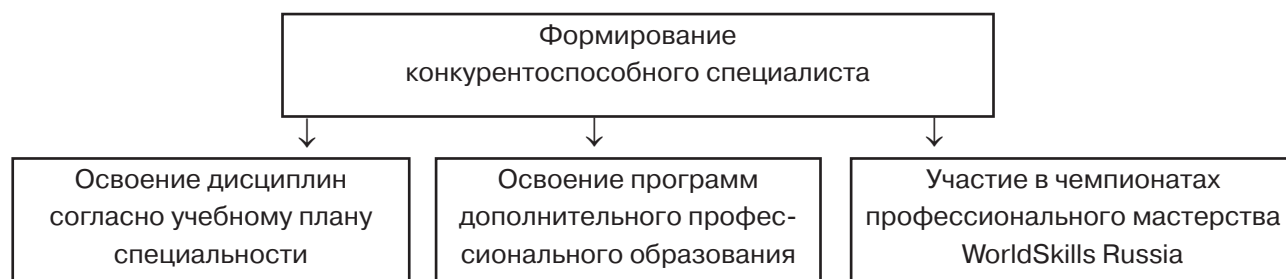 Формирование
конкурентоспособного специалиста
Освоение дисциплин
согласно учебному плану
специальности
Освоение программ
дополнительного профес-
сионального образования
Участие в чемпионатах
профессионального мастерства
WorldSkills Russia